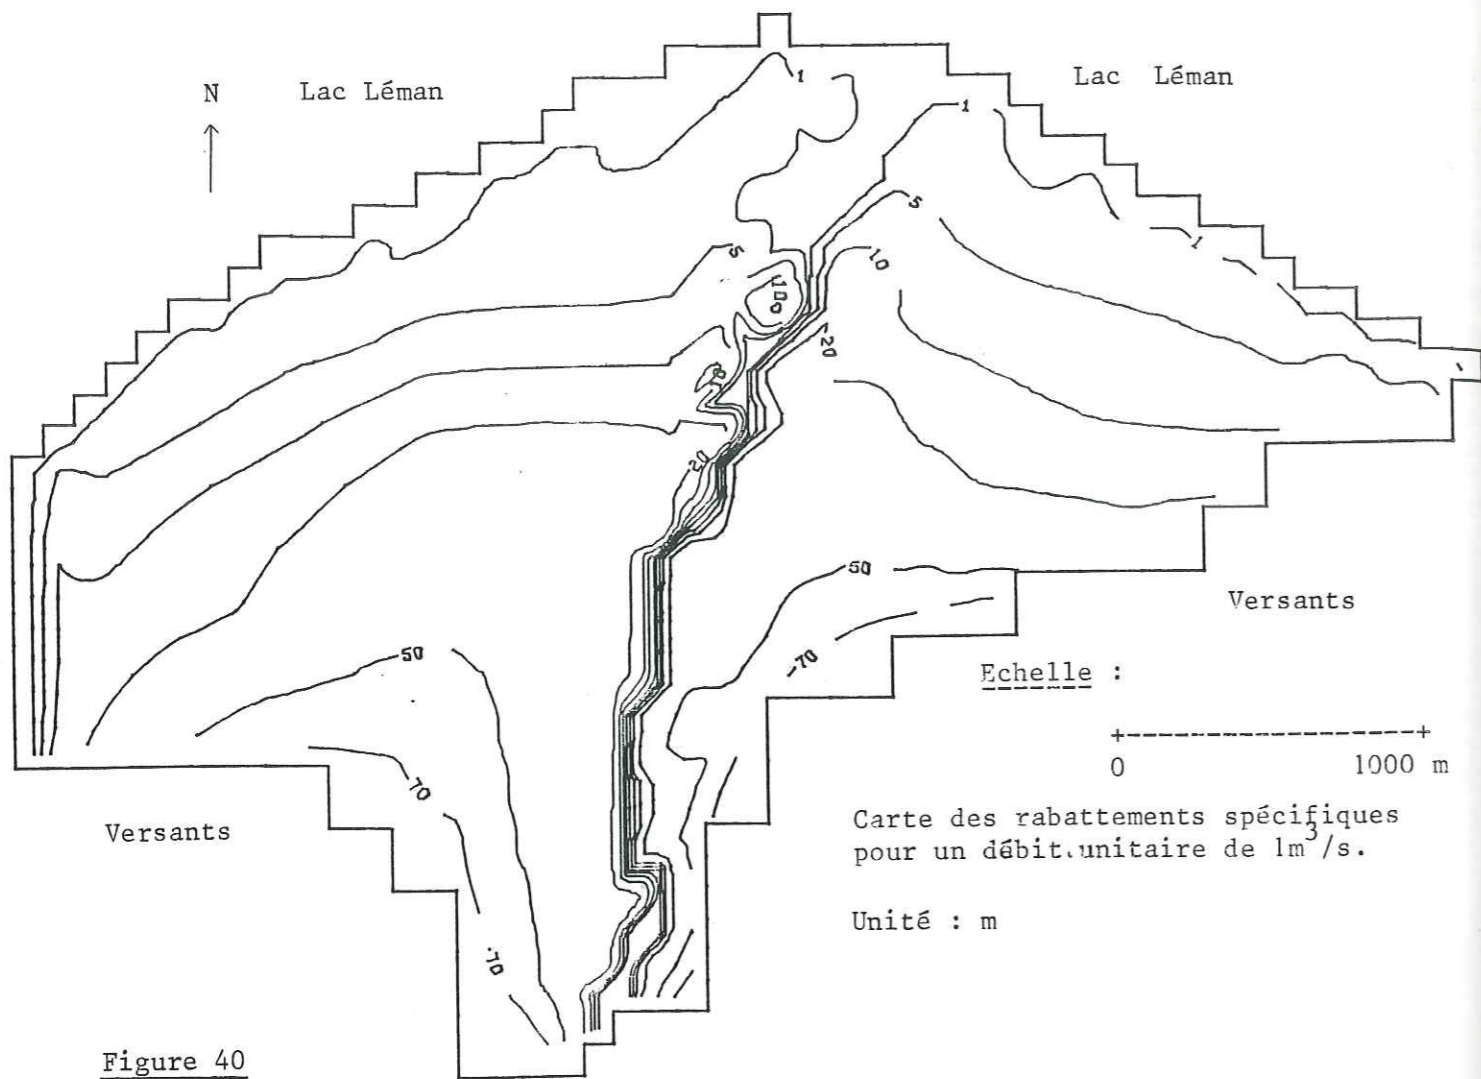 N
Lac Léman
Lac Léman
1
1
1
5
5
10
10
20
20
50
50
70
70
70
Versants
Versants
Echelle :
0 1000 m
Carte des rabattements spécifiques
pour un débit unitaire de 1m³/s.
Unité : m
Figure 40